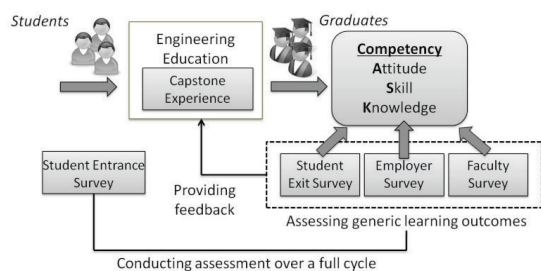 Students
Graduates
Engineering
Education
Capstone
Experience
Competency
Attitude
Skill
Knowledge
Student Entrance
Survey
Providing
feedback
Student
Exit Survey
Employer
Survey
Faculty
Survey
Assessing generic learning outcomes
Conducting assessment over a full cycle